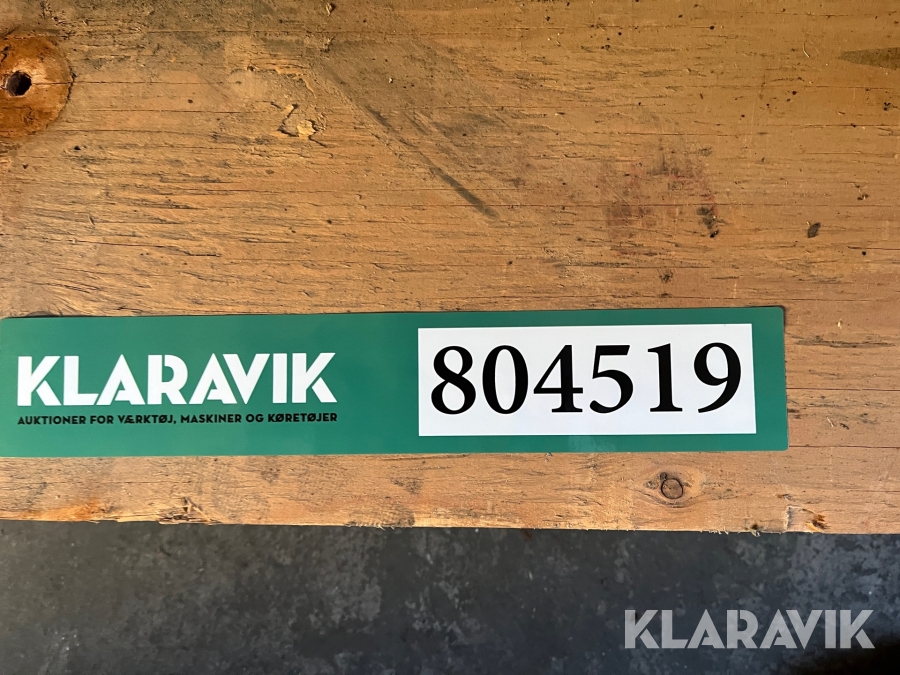 KLARAVIK
AUKTIONER FOR VÆRKTØJ, MASKINER OG KØRETØJER
804519
KLARAVIK